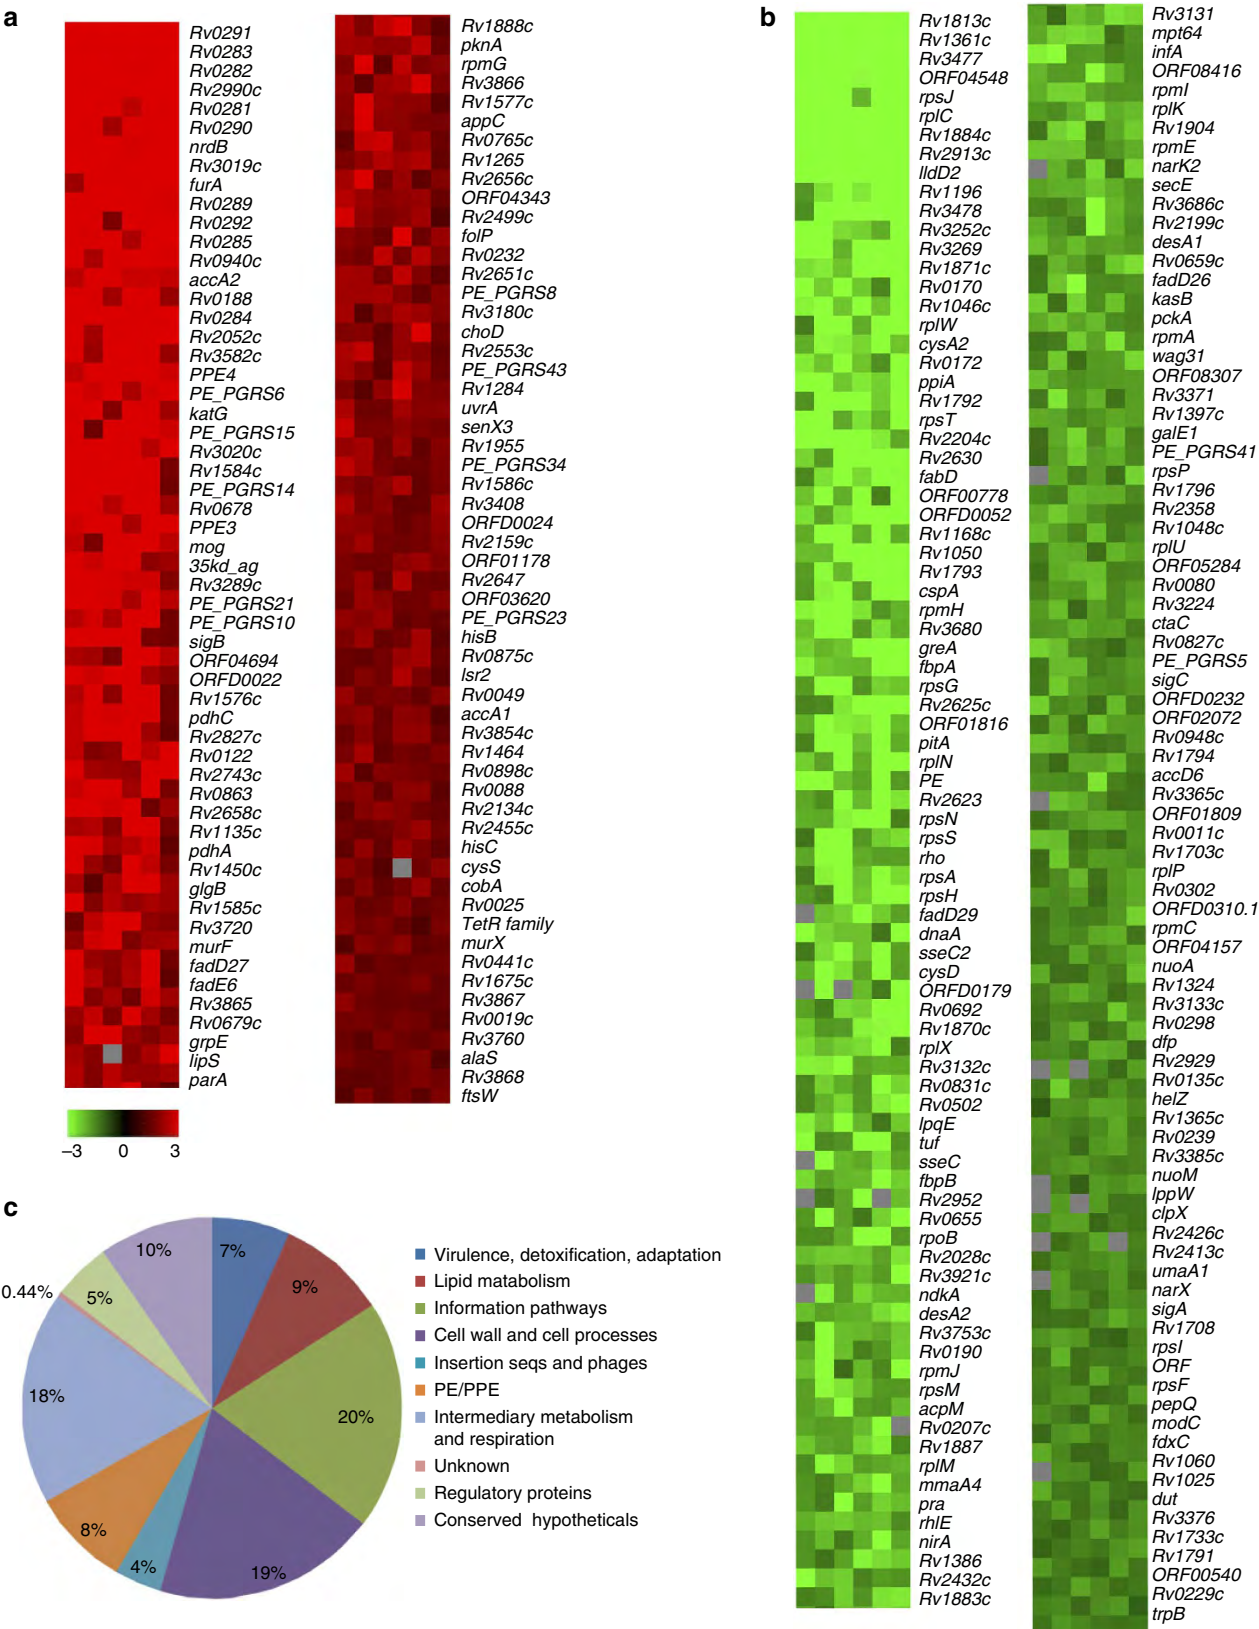 a
Rv0291
Rv0283
Rv0282
Rv2990c
Rv0281
Rv0290
nrdB
Rv3019c
furA
Rv0289
Rv0292
Rv0285
Rv0940c
accA2
Rv0188
Rv0284
Rv2052c
Rv3582c
PPE4
PE_PGRS6
katG
PE_PGRS15
Rv3020c
Rv1584c
PE_PGRS14
Rv0678
PPE3
mog
35kd_ag
Rv3289c
PE_PGRS21
PE_PGRS10
sigB
ORF04694
ORFD0022
Rv1576c
pdhC
Rv2827c
Rv0122
Rv2743c
Rv0863
Rv2658c
Rv1135c
pdhA
Rv1450c
glgB
Rv1585c
Rv3720
murF
fadD27
fadE6
Rv3865
Rv0679c
grpE
lipS
parA
Rv1888c
pknA
rpmG
Rv3866
Rv1577c
appC
Rv0765c
Rv1265
Rv2656c
ORF04343
Rv2499c
folP
Rv0232
Rv2651c
PE_PGRS8
Rv3180c
choD
Rv2553c
PE_PGRS43
Rv1284
uvrA
senX3
Rv1955
PE_PGRS34
Rv1586c
Rv3408
ORFD0024
Rv2159c
ORF01178
Rv2647
ORF03620
PE_PGRS23
hisB
Rv0875c
lsr2
Rv0049
accA1
Rv3854c
Rv1464
Rv0898c
Rv0088
Rv2134c
Rv2455c
hisC
cysS
cobA
Rv0025
TetR family
murX
Rv0441c
Rv1675c
Rv3867
Rv0019c
Rv3760
alaS
Rv3868
ftsW
−3 0 3
b
Rv1813c
Rv1361c
Rv3477
ORF04548
rpsJ
rplC
Rv1884c
Rv2913c
lldD2
Rv1196
Rv3478
Rv3252c
Rv3269
Rv1871c
Rv0170
Rv1046c
rplW
cysA2
Rv0172
ppiA
Rv1792
rpsT
Rv2204c
Rv2630
fabD
ORF00778
ORFD0052
Rv1168c
Rv1050
Rv1793
cspA
rpmH
Rv3680
greA
fbpA
rpsG
Rv2625c
ORF01816
pitA
rplN
PE
Rv2623
rpsN
rpsS
rho
rpsA
rpsH
fadD29
dnaA
sseC2
cysD
ORFD0179
Rv0692
Rv1870c
rplX
Rv3132c
Rv0831c
Rv0502
lpqE
tuf
sseC
fbpB
Rv2952
Rv0655
rpoB
Rv2028c
Rv3921c
ndkA
desA2
Rv3753c
Rv0190
rpmJ
rpsM
acpM
Rv0207c
Rv1887
rplM
mmaA4
pra
rhlE
nirA
Rv1386
Rv2432c
Rv1883c
Rv3131
mpt64
infA
ORF08416
rpmI
rplK
Rv1904
rpmE
narK2
secE
Rv3686c
Rv2199c
desA1
Rv0659c
fadD26
kasB
pckA
rpmA
wag31
ORF08307
Rv3371
Rv1397c
galE1
PE_PGRS41
rpsP
Rv1796
Rv2358
Rv1048c
rplU
ORF05284
Rv0080
Rv3224
ctaC
Rv0827c
PE_PGRS5
sigC
ORFD0232
ORF02072
Rv0948c
Rv1794
accD6
Rv3365c
ORF01809
Rv0011c
Rv1703c
rplP
Rv0302
ORFD0310.1
rpmC
ORF04157
nuoA
Rv1324
Rv3133c
Rv0298
dfp
Rv2929
Rv0135c
helZ
Rv1365c
Rv0239
Rv3385c
nuoM
lppW
clpX
Rv2426c
Rv2413c
umaA1
narX
sigA
Rv1708
rpsI
ORF
rpsF
pepQ
modC
fdxC
Rv1060
Rv1025
dut
Rv3376
Rv1733c
Rv1791
ORF00540
Rv0229c
trpB
c
7%
9%
20%
19%
4%
8%
18%
0.44%
5%
10%
Virulence, detoxification, adaptation
Lipid metabolism
Information pathways
Cell wall and cell processes
Insertion seqs and phages
PE/PPE
Intermediary metabolism
and respiration
Unknown
Regulatory proteins
Conserved hypotheticals